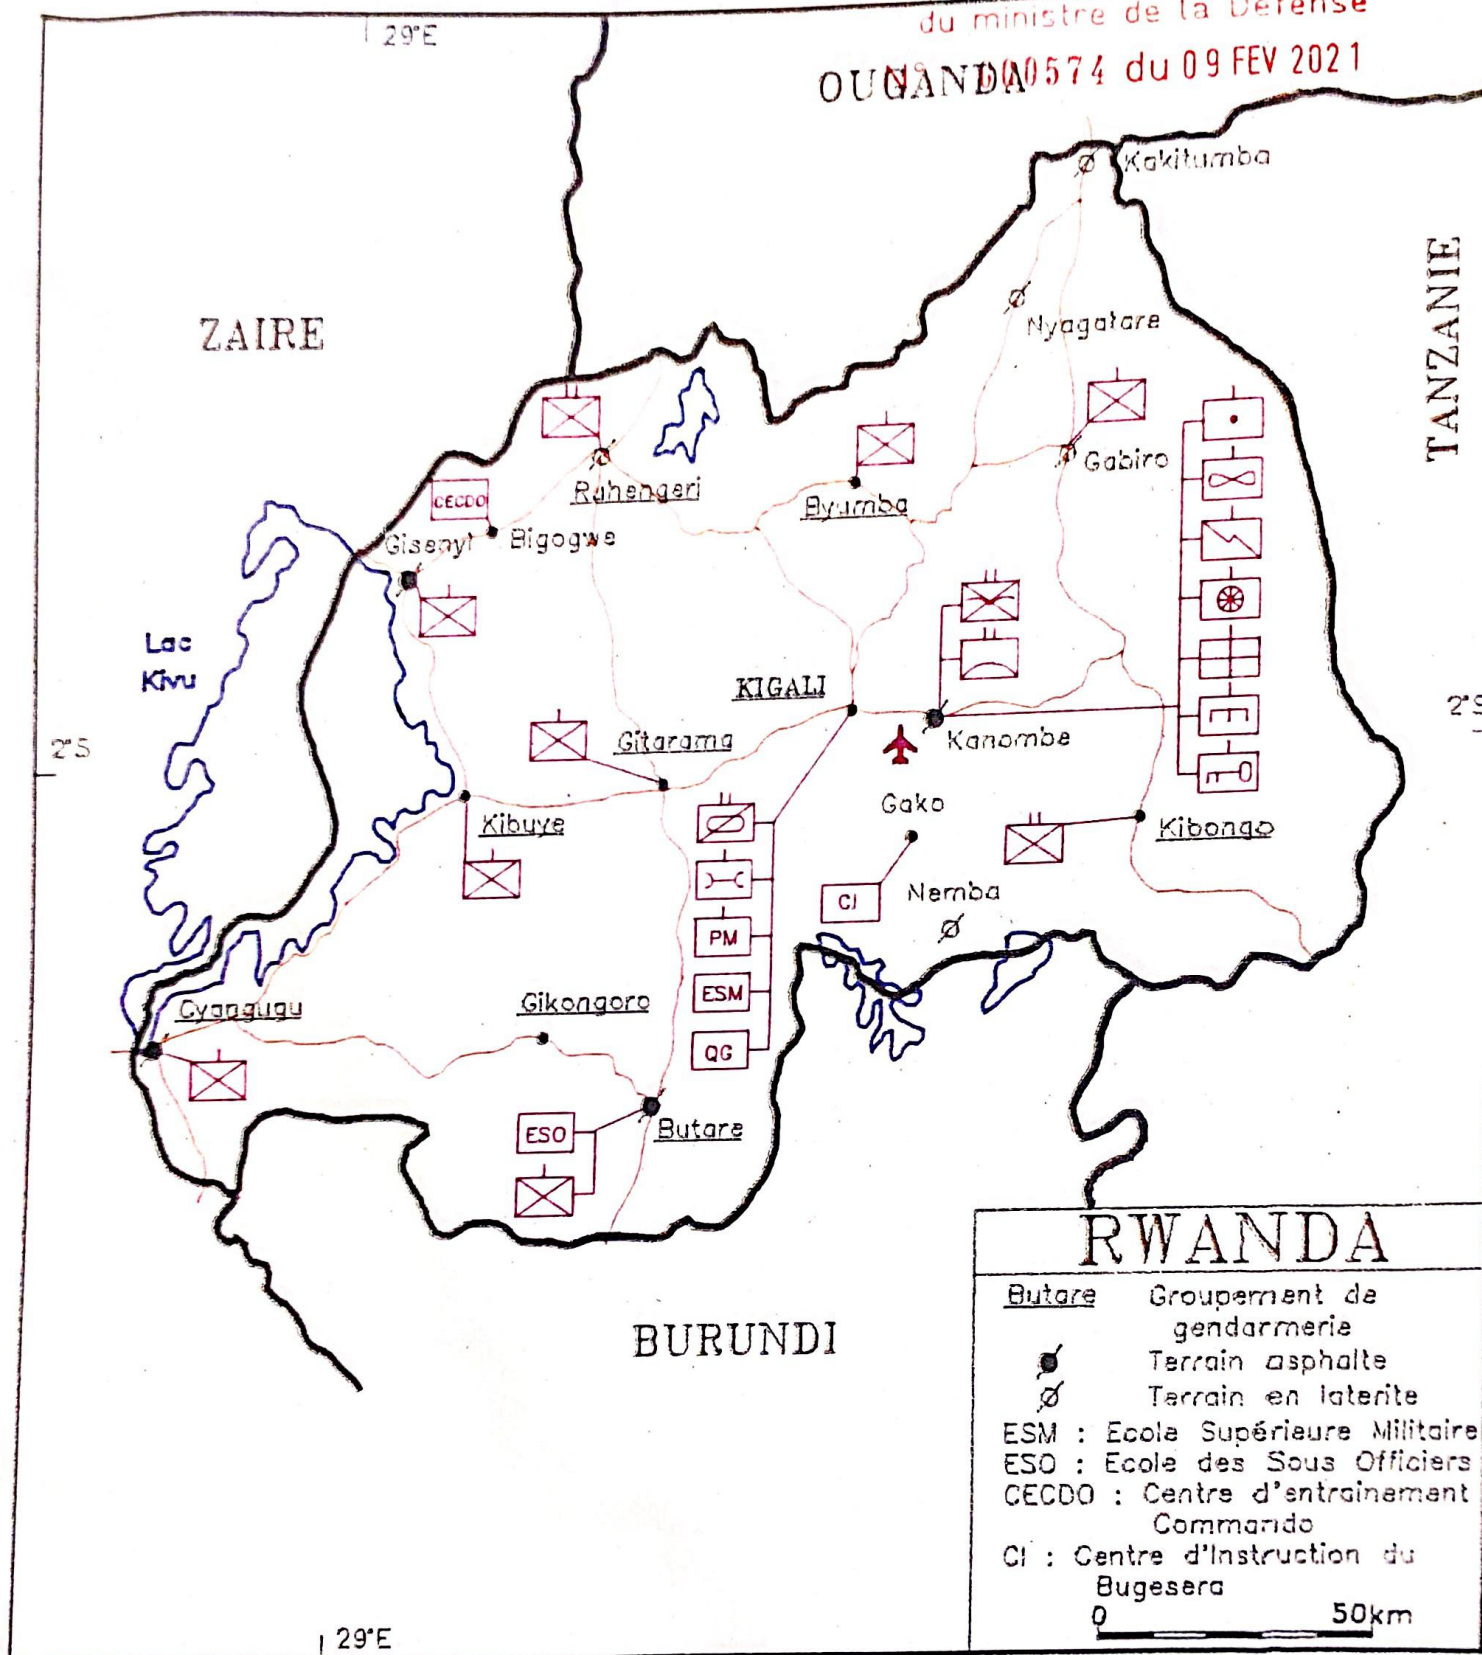 29°E
du ministre de la Défense
OUGANDA
N° 000574 du 09 FEV 2021
Kakitumba
TANZANIE
ZAIRE
Nyagatare
Ruhengeri
Byumba
Gabiro
CECDO
Gisenyi
Bigogwe
Lac
Kivu
KIGALI
2°S
2°S
Gitarama
Kanombe
Gako
Kibuye
Kibongo
CI
Nemba
PM
ESM
QG
Cyangugu
Gikongoro
ESO
Butare
BURUNDI
RWANDA
Butare Groupement de
gendarmerie
Terrain asphalte
Terrain en laterite
ESM : Ecole Supérieure Militaire
ESO : Ecole des Sous Officiers
CECDO : Centre d'entrainement
Commando
CI : Centre d'Instruction du
Bugesera
0 50km
29°E